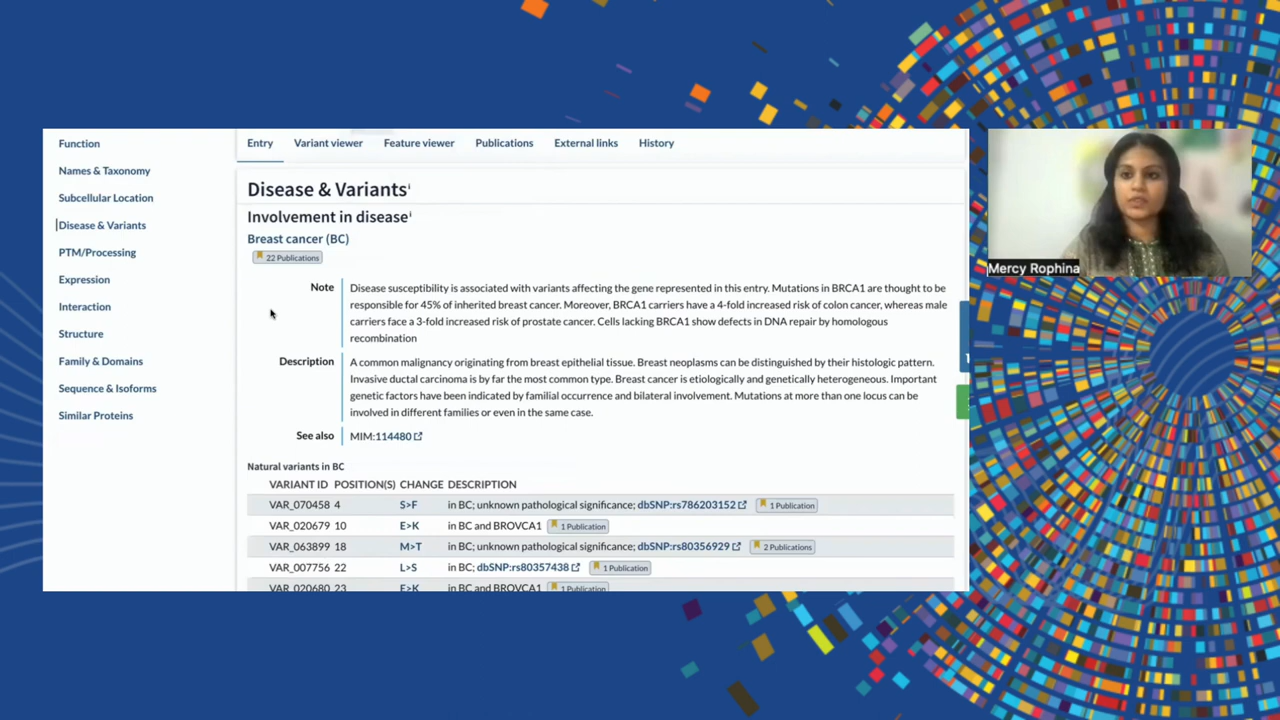 Function
Names & Taxonomy
Subcellular Location
Disease & Variants
PTM/Processing
Expression
Interaction
Structure
Family & Domains
Sequence & Isoforms
Similar Proteins
Entry Variant viewer Feature viewer Publications External links History
Disease & Variants i
Involvement in disease i
Breast cancer (BC)
22 Publications
Note Disease susceptibility is associated with variants affecting the gene represented in this entry. Mutations in BRCA1 are thought to be
responsible for 45% of inherited breast cancer. Moreover, BRCA1 carriers have a 4-fold increased risk of colon cancer, whereas male
carriers face a 3-fold increased risk of prostate cancer. Cells lacking BRCA1 show defects in DNA repair by homologous
recombination
Description A common malignancy originating from breast epithelial tissue. Breast neoplasms can be distinguished by their histologic pattern.
Invasive ductal carcinoma is by far the most common type. Breast cancer is etiologically and genetically heterogeneous. Important
genetic factors have been indicated by familial occurrence and bilateral involvement. Mutations at more than one locus can be
involved in different families or even in the same case.
See also MIM:114480
Natural variants in BC
VARIANT ID POSITION(S) CHANGE DESCRIPTION
VAR_070458 4 S>F in BC; unknown pathological significance; dbSNP:rs786203152 1 Publication
VAR_020679 10 E>K in BC and BROVCA1 1 Publication
VAR_063899 18 M>T in BC; unknown pathological significance; dbSNP:rs80356929 2 Publications
VAR_007756 22 L>S in BC; dbSNP:rs80357438 1 Publication
VAR_020680 23 E>K in BC and BROVCA1 1 Publication
Mercy Rophina